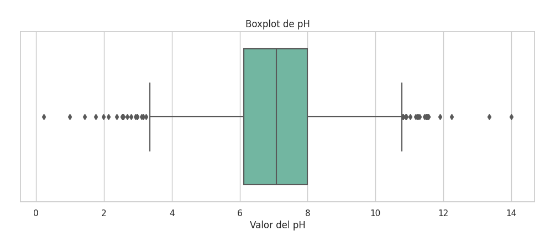 Boxplot de pH
0 2 4 6 8 10 12 14
Valor del pH